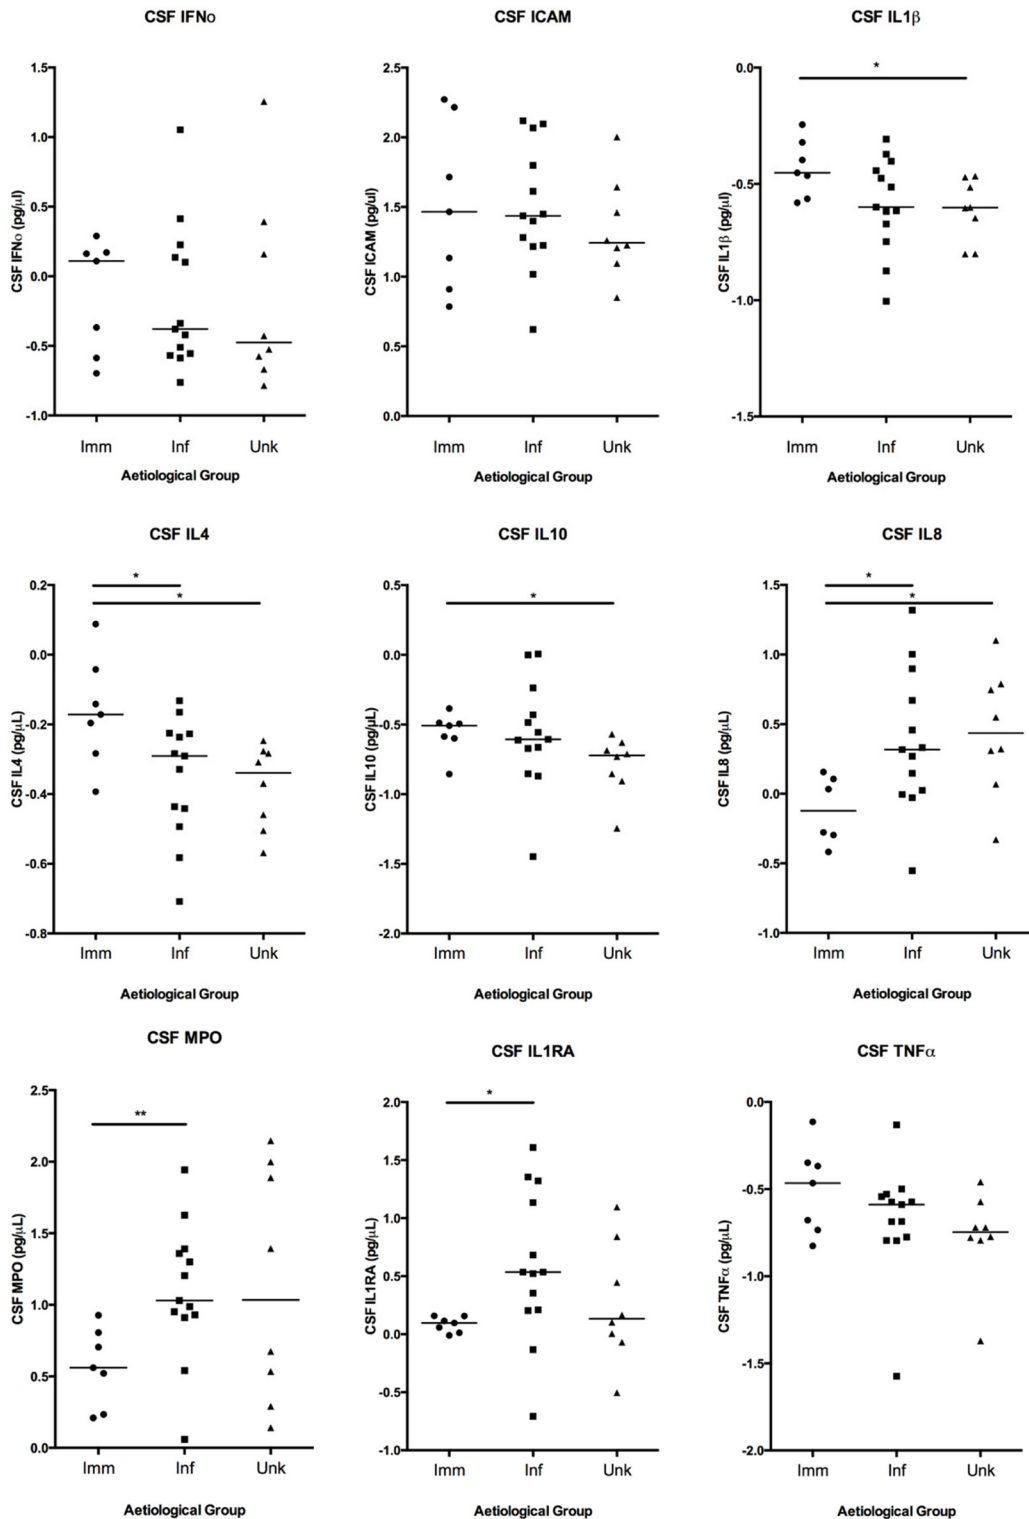 CSF IFNσ
CSF IFNσ (pg/ul)
1.5
1.0
0.5
0.0
-0.5
-1.0
Imm Inf Unk
Aetiological Group
CSF ICAM
CSF ICAM (pg/ul)
2.5
2.0
1.5
1.0
0.5
0.0
Imm Inf Unk
Aetiological Group
CSF IL1β
CSF IL1β (pg/ul)
0.0
-0.5
-1.0
-1.5
*
Imm Inf Unk
Aetiological Group
CSF IL4
CSF IL4 (pg/μL)
0.2
0.0
-0.2
-0.4
-0.6
-0.8
*
*
Imm Inf Unk
Aetiological Group
CSF IL10
CSF IL10 (pg/μL)
0.5
0.0
-0.5
-1.0
-1.5
-2.0
*
Imm Inf Unk
Aetiological Group
CSF IL8
CSF IL8 (pg/μL)
1.5
1.0
0.5
0.0
-0.5
-1.0
*
*
Imm Inf Unk
Aetiological Group
CSF MPO
CSF MPO (pg/μL)
2.5
2.0
1.5
1.0
0.5
0.0
**
Imm Inf Unk
Aetiological Group
CSF IL1RA
CSF IL1RA (pg/μL)
2.0
1.5
1.0
0.5
0.0
-0.5
-1.0
*
Imm Inf Unk
Aetiological Group
CSF TNFα
CSF TNFα (pg/μL)
0.0
-0.5
-1.0
-1.5
-2.0
Imm Inf Unk
Aetiological Group